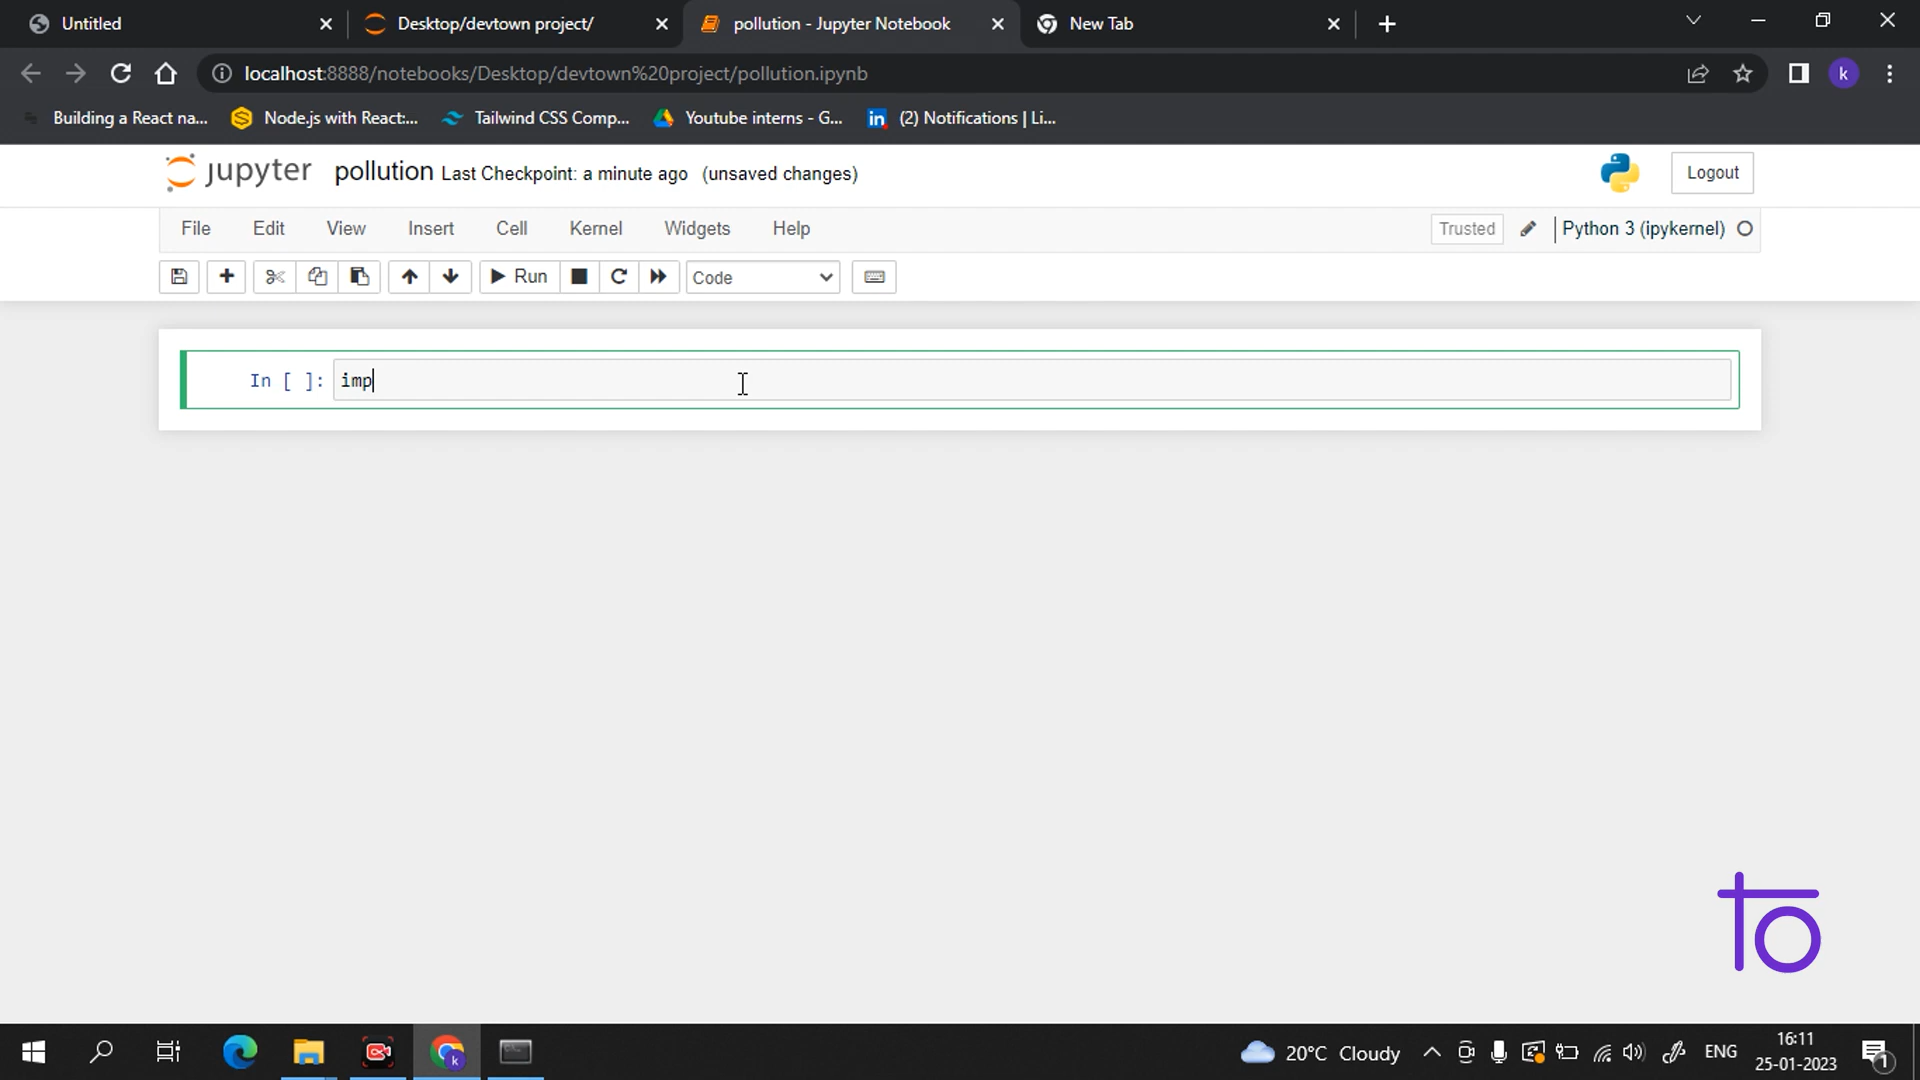 Untitled
Desktop/devtown project/
pollution - Jupyter Notebook
New Tab
localhost:8888/notebooks/Desktop/devtown%20project/pollution.ipynb
k
Building a React na...
Node.js with React:...
Tailwind CSS Comp...
Youtube interns - G...
in
(2) Notifications | Li...
jupyter pollution Last Checkpoint: a minute ago (unsaved changes)
Logout
File Edit View Insert Cell Kernel Widgets Help
Trusted
Python 3 (ipykernel)
Run
Code
In [ ]: imp
to
k
20°C Cloudy
ENG
16:11
25-01-2023
1